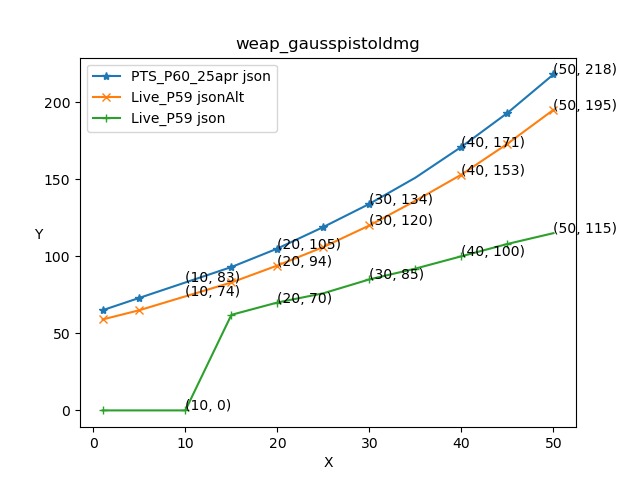 weap_gausspistoldmg
PTS_P60_25apr json
Live_P59 jsonAlt
Live_P59 json
(50, 218)
(50, 195)
(40, 171)
(40, 153)
(30, 134)
(30, 120)
(50, 115)
(20, 105)
(20, 94)
(40, 100)
(10, 83)
(10, 74)
(30, 85)
(20, 70)
(10, 0)
200
150
100
50
0
Y
0 10 20 30 40 50
X